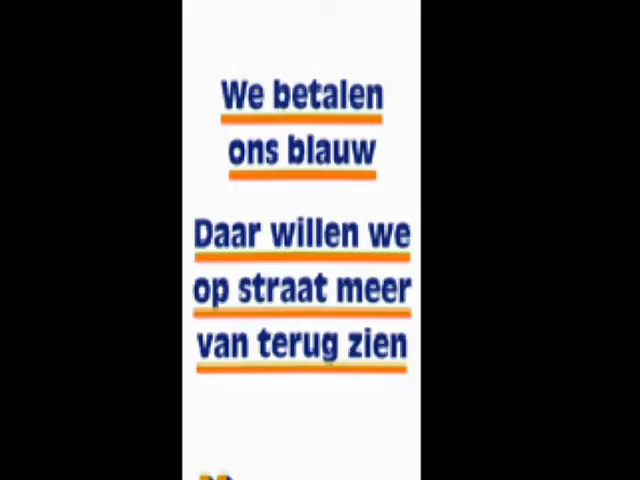 We betalen
ons blauw
Daar willen we
op straat meer
van terug zien